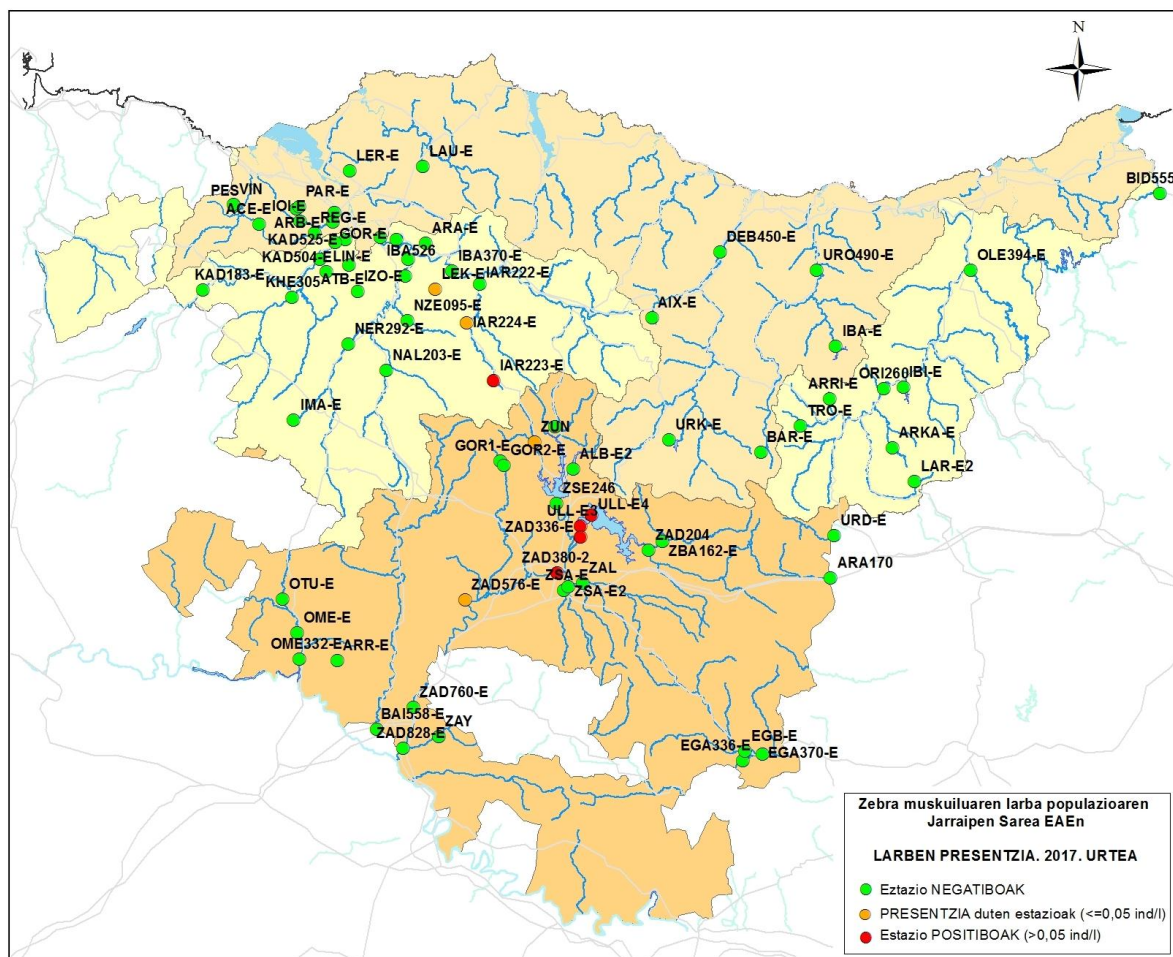 N
LER-E
LAU-E
BID555
PES
VIN
ACE-E
IOI-E
PAR-E
ARB-E
REG-E
KAD525-E
GOR-E
ARA-E
DEB450-E
KAD504-E
LIN-E
IBA526
IBA370-E
URO490-E
OLE394-E
KAD183-E
KHE305
ATB-E
IZO-E
LEK-E
IAR222-E
NZE095-E
AIX-E
NER292-E
IAR224-E
IBA-E
NAL203-E
IAR223-E
ARRI-E
ORI260
IBI-E
IMA-E
TRO-E
ZUN
URK-E
GOR1-E
GOR2-E
BAR-E
ARKA-E
ALB-E2
LAR-E2
ZSE246
ULL-E3
ULL-E4
ZAD336-E
ZAD204
URD-E
ZBA162-E
ZAD380-2
ZAL
ARA170
ZAD576-E
ZSA-E
ZSA-E2
OTU-E
OME-E
OME332-E
ARR-E
ZAD760-E
BAI558-E
ZAD828-E
ZAY
EGA336-E
EGB-E
EGA370-E
Zebra muskuiluaren larba populazioaren
Jarraipen Sarea EAEn
LARBEN PRESENTZIA. 2017. URTEA
Eztazio NEGATIBOAK
PRESENTZIA duten estazioak (<=0,05 ind/l)
Estazio POSITIBOAK (>0,05 ind/l)